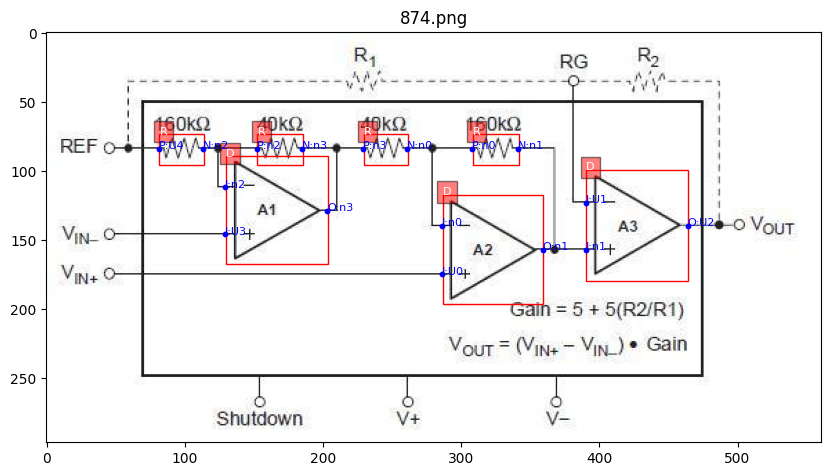 874.png
R1
R2
RG
160kΩ 40kΩ 40kΩ 160kΩ
R R R R
REF
P:U4 N:n2 P:n2 N:n3 P:n3 N:n0 P:n0 N:n1
D D D
I:n2 −
A1
O:n3
I:U3 +
VIN−
VIN+
I:n0 −
A2
O:n1
I:U0 +
I:U1 −
A3
O:U2
I:n1 +
VOUT
Gain = 5 + 5(R2/R1)
VOUT = (VIN+ – VIN–) • Gain
Shutdown V+ V−
0
50
100
150
200
250
0 100 200 300 400 500